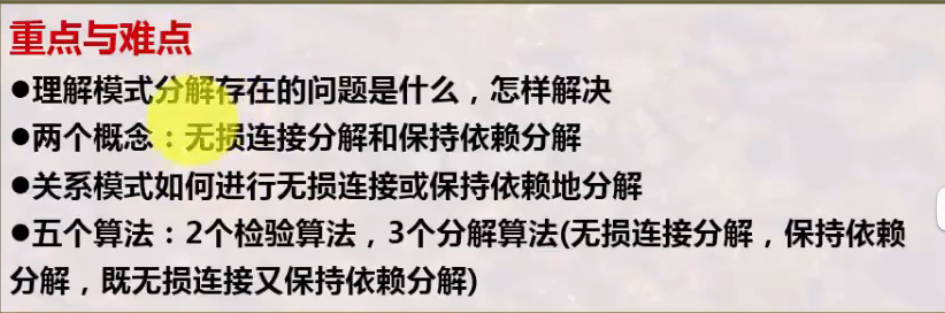 重点与难点
●理解模式分解存在的问题是什么，怎样解决
●两个概念：无损连接分解和保持依赖分解
●关系模式如何进行无损连接或保持依赖地分解
●五个算法：2个检验算法，3个分解算法(无损连接分解，保持依赖
分解，既无损连接又保持依赖分解)